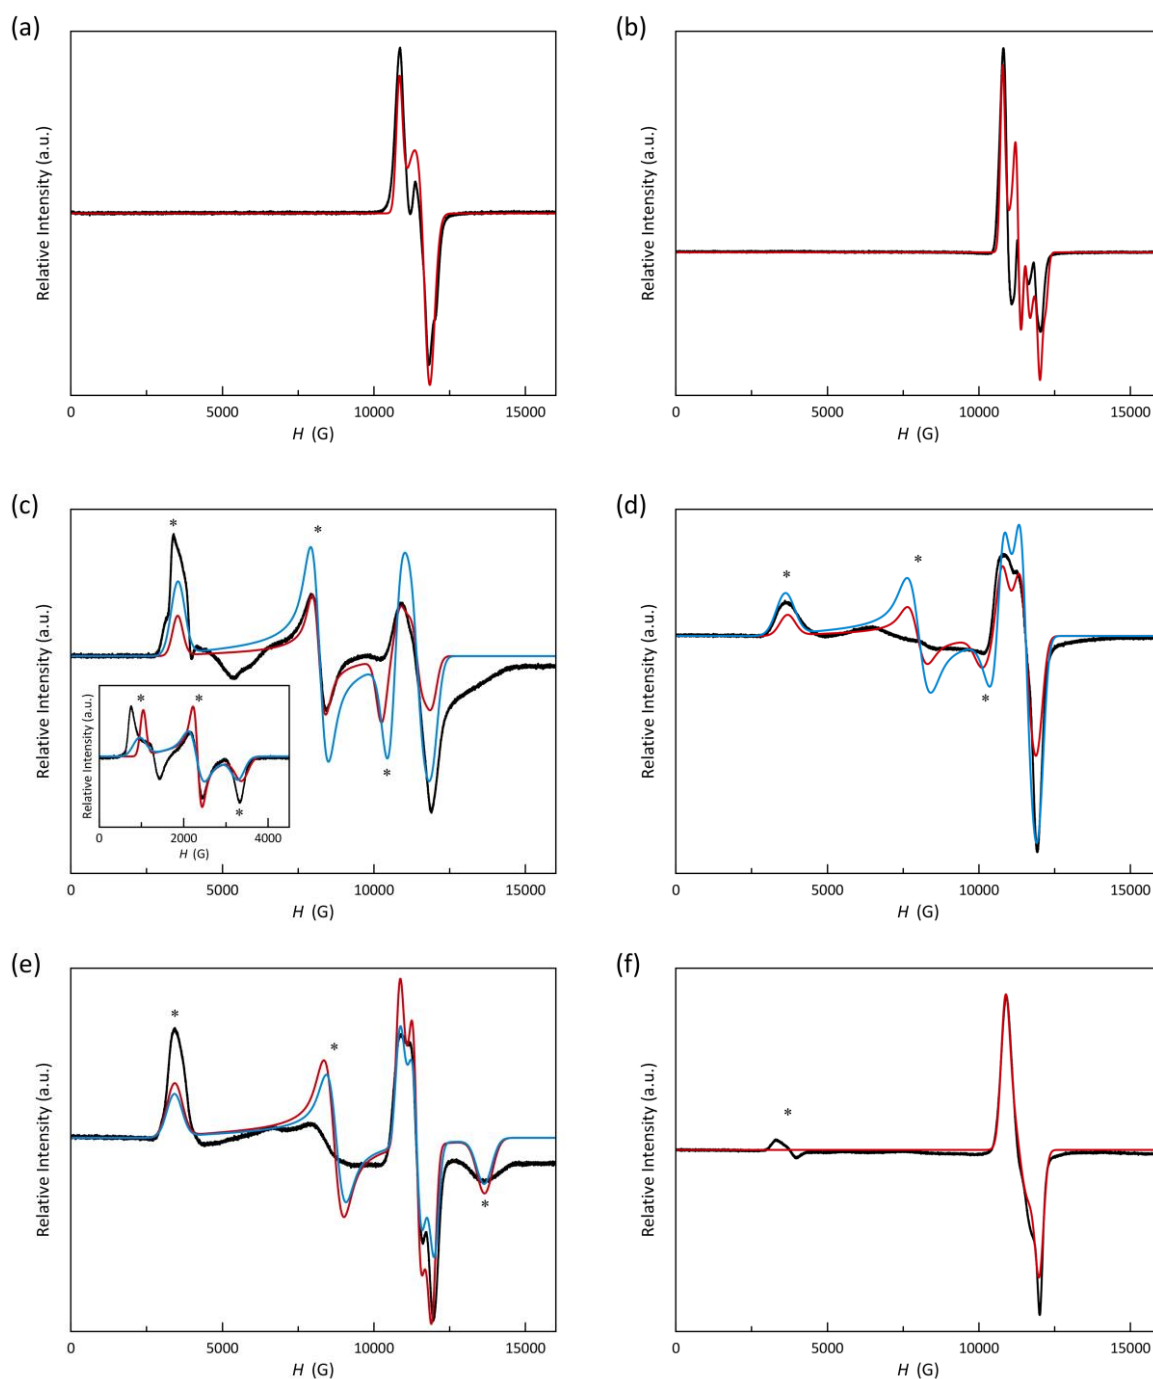 (a)
Relative Intensity (a.u.)
0 5000 10000 15000
H (G)
(b)
Relative Intensity (a.u.)
0 5000 10000 15000
H (G)
(c)
Relative Intensity (a.u.)
* *
*
Relative Intensity (a.u.)
* *
*
0 2000 4000
H (G)
0 5000 10000 15000
H (G)
(d)
Relative Intensity (a.u.)
* *
*
0 5000 10000 15000
H (G)
(e)
Relative Intensity (a.u.)
* *
*
0 5000 10000 15000
H (G)
(f)
Relative Intensity (a.u.)
*
0 5000 10000 15000
H (G)